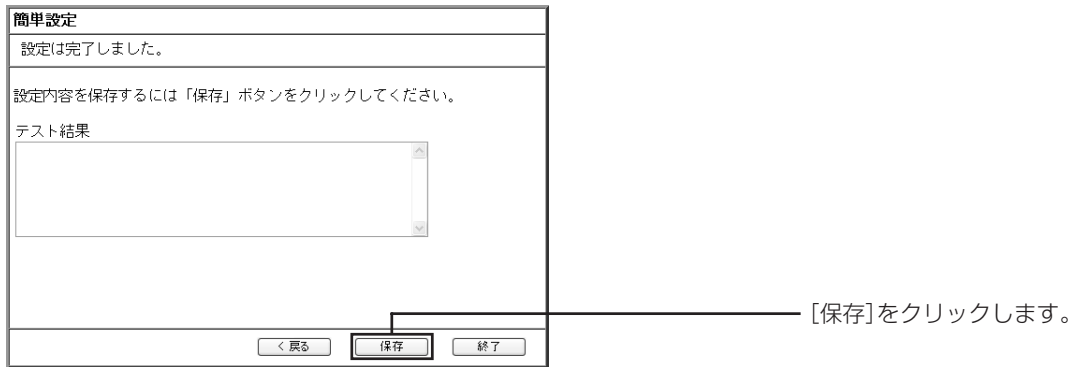 簡単設定
設定は完了しました。
設定内容を保存するには「保存」ボタンをクリックしてください。
テスト結果
[保存]をクリックします。
< 戻る
保存
終了